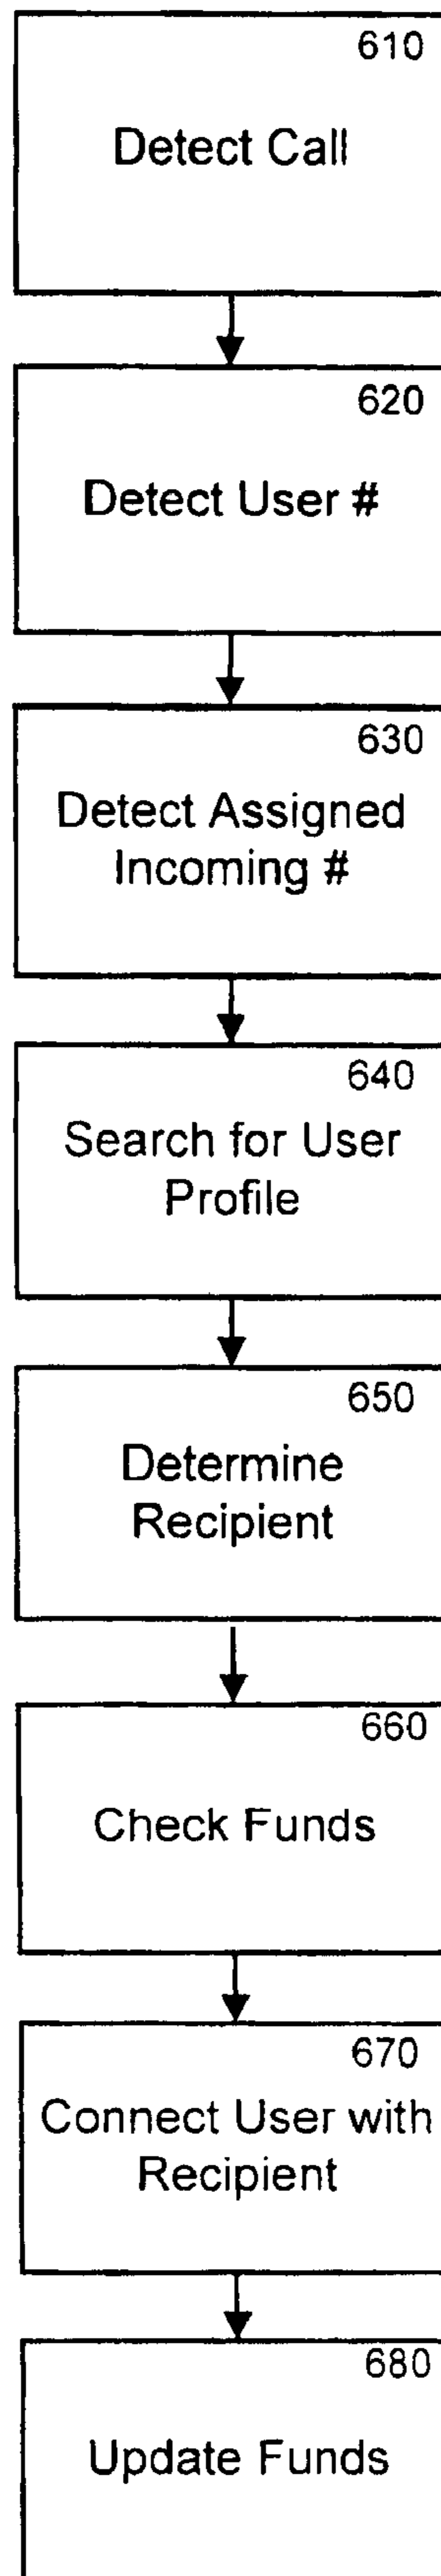 610
Detect Call
620
Detect User #
630
Detect Assigned
Incoming #
640
Search for User
Profile
650
Determine
Recipient
660
Check Funds
670
Connect User with
Recipient
680
Update Funds